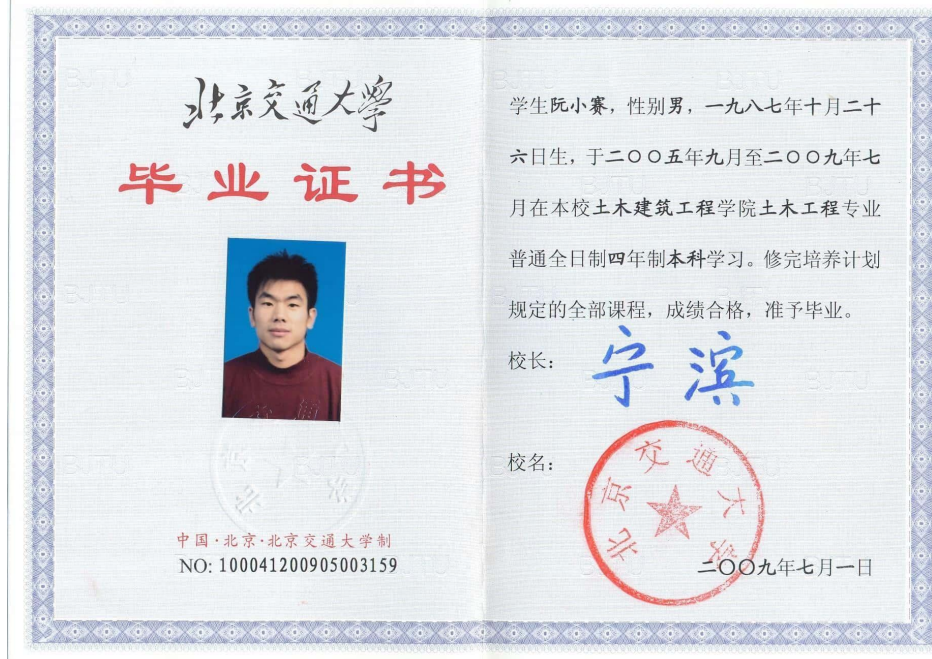 北京交通大學
毕业证书
中国·北京·北京交通大学制
NO: 100041200905003159
学生阮小赛，性别男，一九八七年十月二十
六日生，于二〇〇五年九月至二〇〇九年七
月在本校土木建筑工程学院土木工程专业
普通全日制四年制本科学习。修完培养计划
规定的全部课程，成绩合格，准予毕业。
校长：宁滨
校名：
北京交通大学
二〇〇九年七月一日